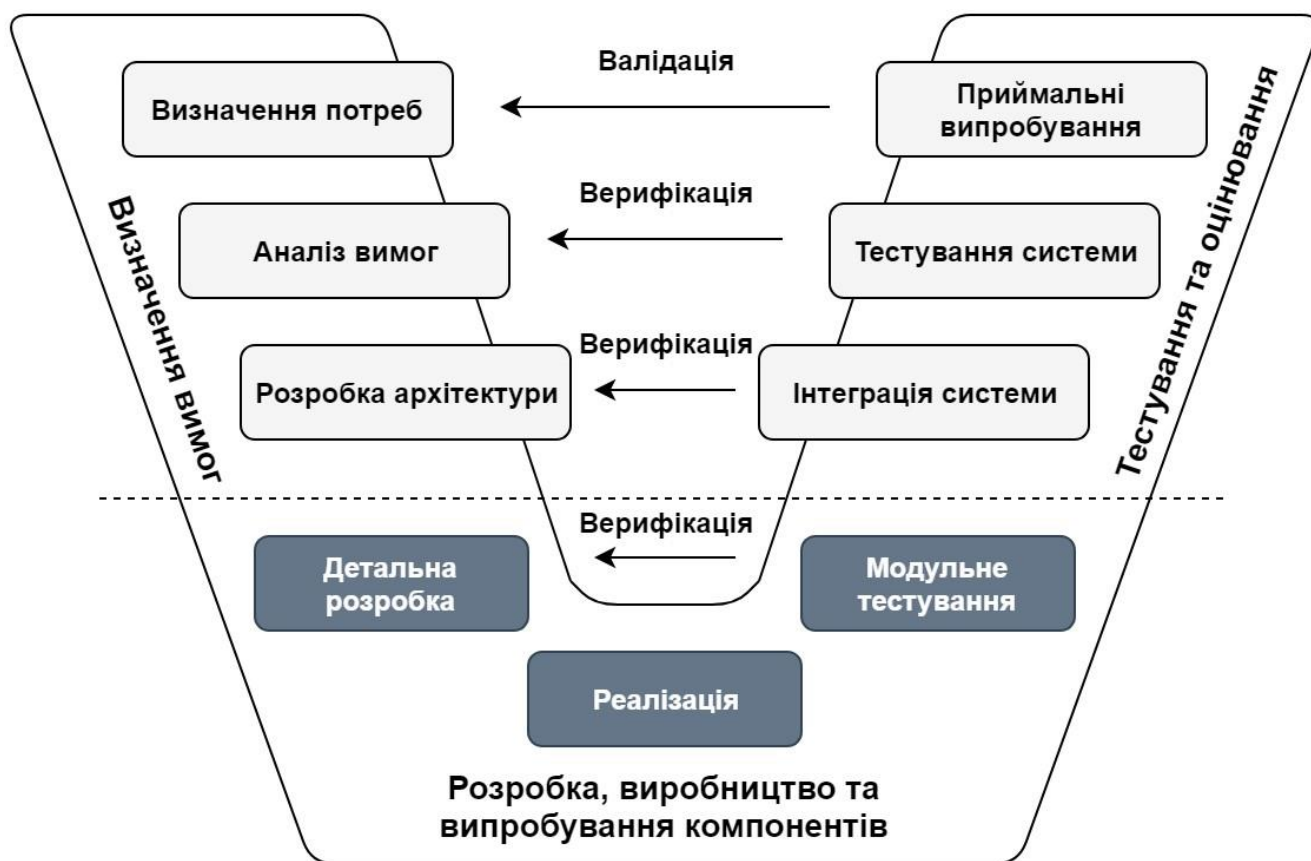 Валідація
Визначення потреб
Приймальні
випробування
Верифікація
Аналіз вимог
Тестування системи
Верифікація
Розробка архітектури
Інтеграція системи
Визначення вимог
Тестування та оцінювання
Верифікація
Детальна
розробка
Модульне
тестування
Реалізація
Розробка, виробництво та
випробування компонентів